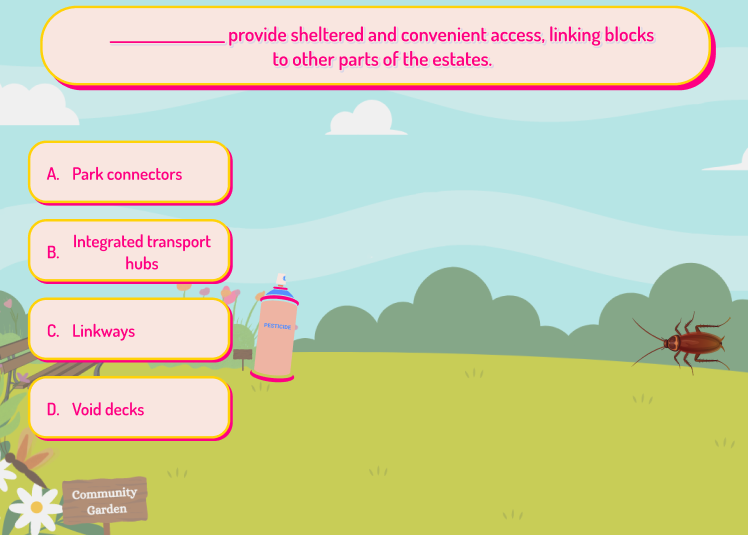 ______________ provide sheltered and convenient access, linking blocks
to other parts of the estates.
A. Park connectors
B. Integrated transport
hubs
C. Linkways
D. Void decks
PESTICIDE
Community
Garden